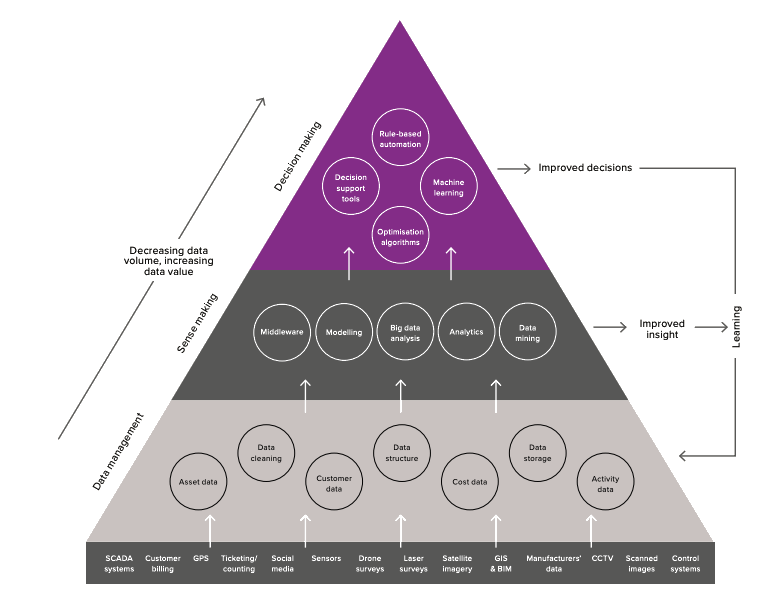 Rule-based
automation
Decision
support
tools
Machine
learning
Optimisation
algorithms
Decision making
Improved decisions
Decreasing data
volume, increasing
data value
Sense making
Middleware
Modelling
Big data
analysis
Analytics
Data
mining
Improved
insight
Learning
Data management
Data
cleaning
Data
structure
Data
storage
Asset data
Customer
data
Cost data
Activity
data
SCADA
systems
Customer
billing
GPS
Ticketing/
counting
Social
media
Sensors
Drone
surveys
Laser
surveys
Satellite
imagery
GIS
& BIM
Manufacturers'
data
CCTV
Scanned
images
Control
systems